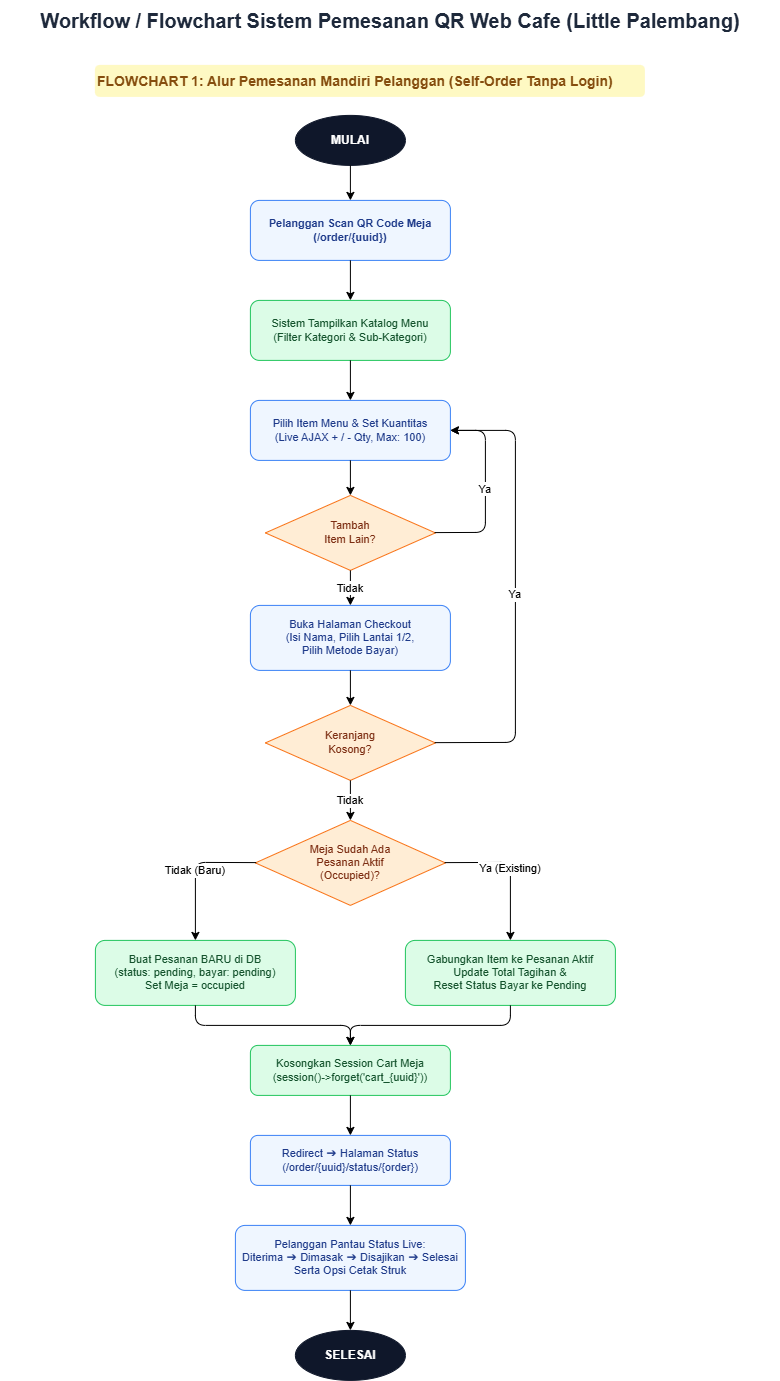 Workflow / Flowchart Sistem Pemesanan QR Web Cafe (Little Palembang)
FLOWCHART 1: Alur Pemesanan Mandiri Pelanggan (Self-Order Tanpa Login)
MULAI
Pelanggan Scan QR Code Meja
(/order/{uuid})
Sistem Tampilkan Katalog Menu
(Filter Kategori & Sub-Kategori)
Pilih Item Menu & Set Kuantitas
(Live AJAX + / - Qty, Max: 100)
Ya
Tambah
Item Lain?
Tidak
Ya
Buka Halaman Checkout
(Isi Nama, Pilih Lantai 1/2,
Pilih Metode Bayar)
Keranjang
Kosong?
Tidak
Meja Sudah Ada
Pesanan Aktif
(Occupied)?
Tidak (Baru)
Ya (Existing)
Buat Pesanan BARU di DB
(status: pending, bayar: pending)
Set Meja = occupied
Gabungkan Item ke Pesanan Aktif
Update Total Tagihan &
Reset Status Bayar ke Pending
Kosongkan Session Cart Meja
(session()->forget('cart_{uuid}'))
Redirect ➔ Halaman Status
(/order/{uuid}/status/{order})
Pelanggan Pantau Status Live:
Diterima ➔ Dimasak ➔ Disajikan ➔ Selesai
Serta Opsi Cetak Struk
SELESAI